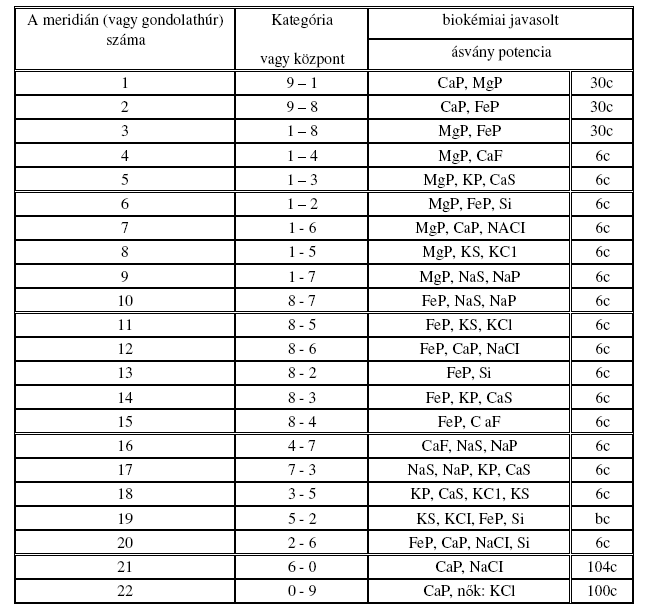 A meridián (vagy gondolathúr) Kategória biokémiai javasolt
száma
vagy központ ásvány potencia
1 9 – 1 CaP, MgP 30c
2 9 – 8 CaP, FeP 30c
3 1 – 8 MgP, FeP 30c
4 1 – 4 MgP, CaF 6c
5 1 – 3 MgP, KP, CaS 6c
6 1 – 2 MgP, FeP, Si 6c
7 1 - 6 MgP, CaP, NACI 6c
8 1 - 5 MgP, KS, KC1 6c
9 1 - 7 MgP, NaS, NaP 6c
10 8 - 7 FeP, NaS, NaP 6c
11 8 - 5 FeP, KS, KCl 6c
12 8 - 6 FeP, CaP, NaCI 6c
13 8 - 2 FeP, Si 6c
14 8 - 3 FeP, KP, CaS 6c
15 8 - 4 FeP, C aF 6c
16 4 - 7 CaF, NaS, NaP 6c
17 7 - 3 NaS, NaP, KP, CaS 6c
18 3 - 5 KP, CaS, KC1, KS 6c
19 5 - 2 KS, KCI, FeP, Si bc
20 2 - 6 FeP, CaP, NaCI, Si 6c
21 6 - 0 CaP, NaCI 104c
22 0 - 9 CaP, nők: KCl 100c